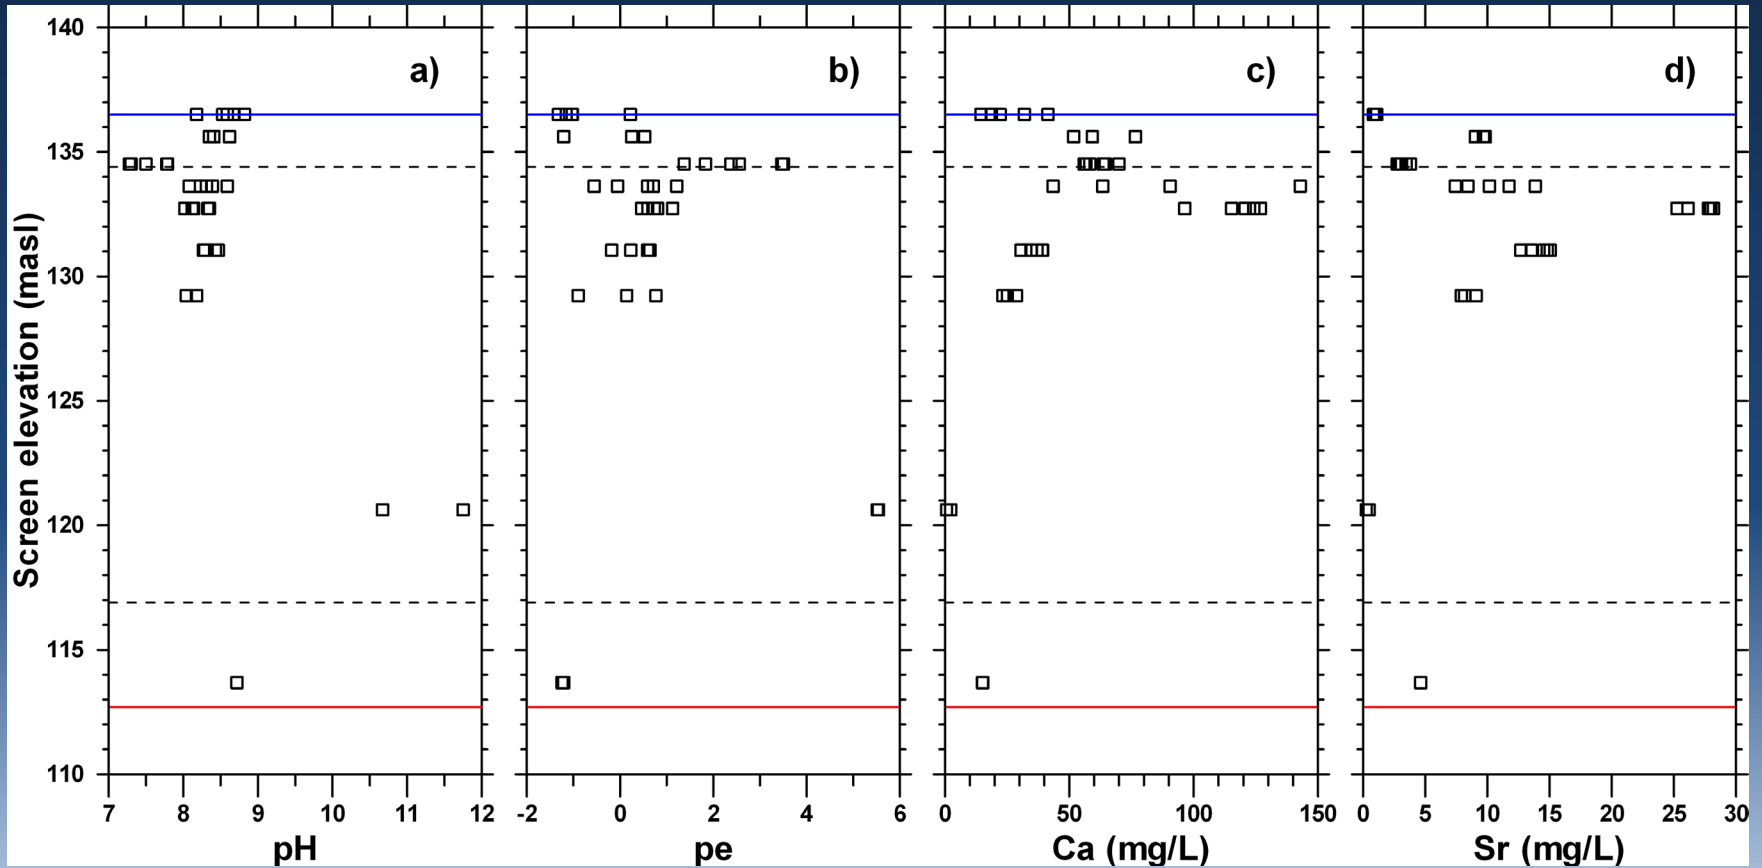 a) b) c) d)
Screen elevation (masl)
140
135
130
125
120
115
110
7 8 9 10 11 12
-2 0 2 4 6
0 50 100 150
0 5 10 15 20 25 30
pH pe Ca (mg/L) Sr (mg/L)